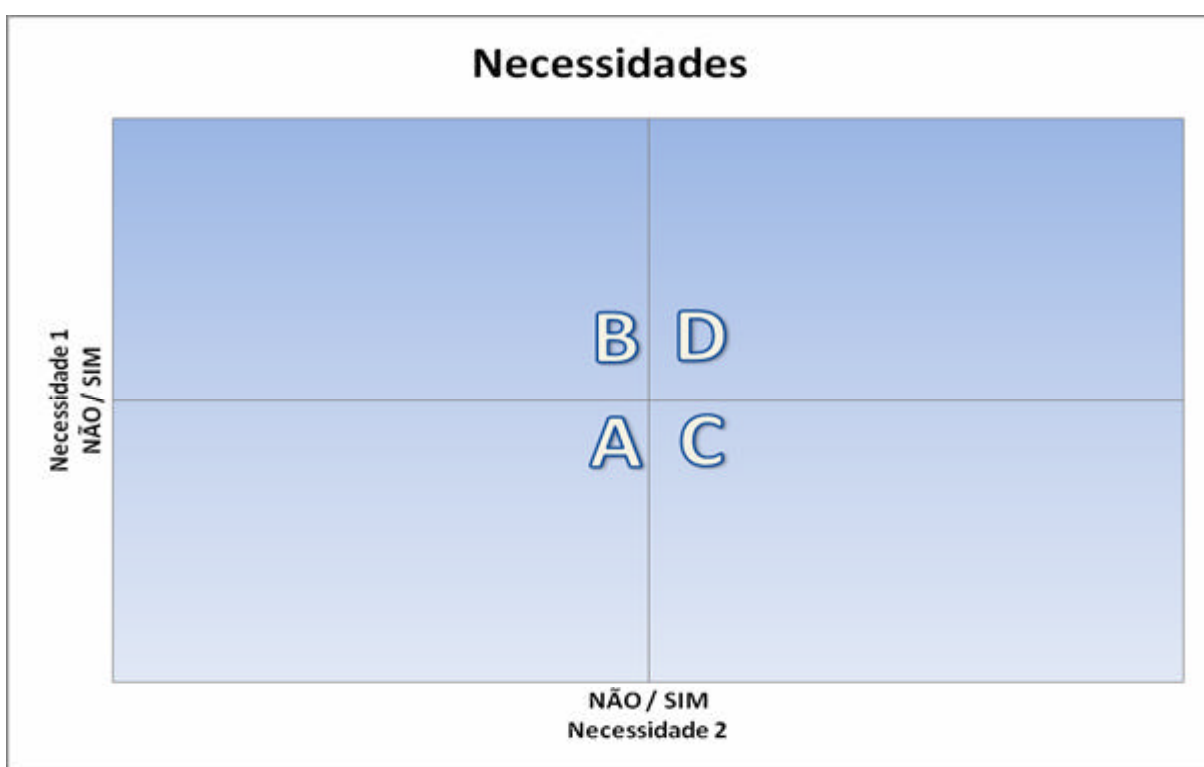 Necessidades
B D
Necessidade 1
NÃO / SIM
A C
NÃO / SIM
Necessidade 2